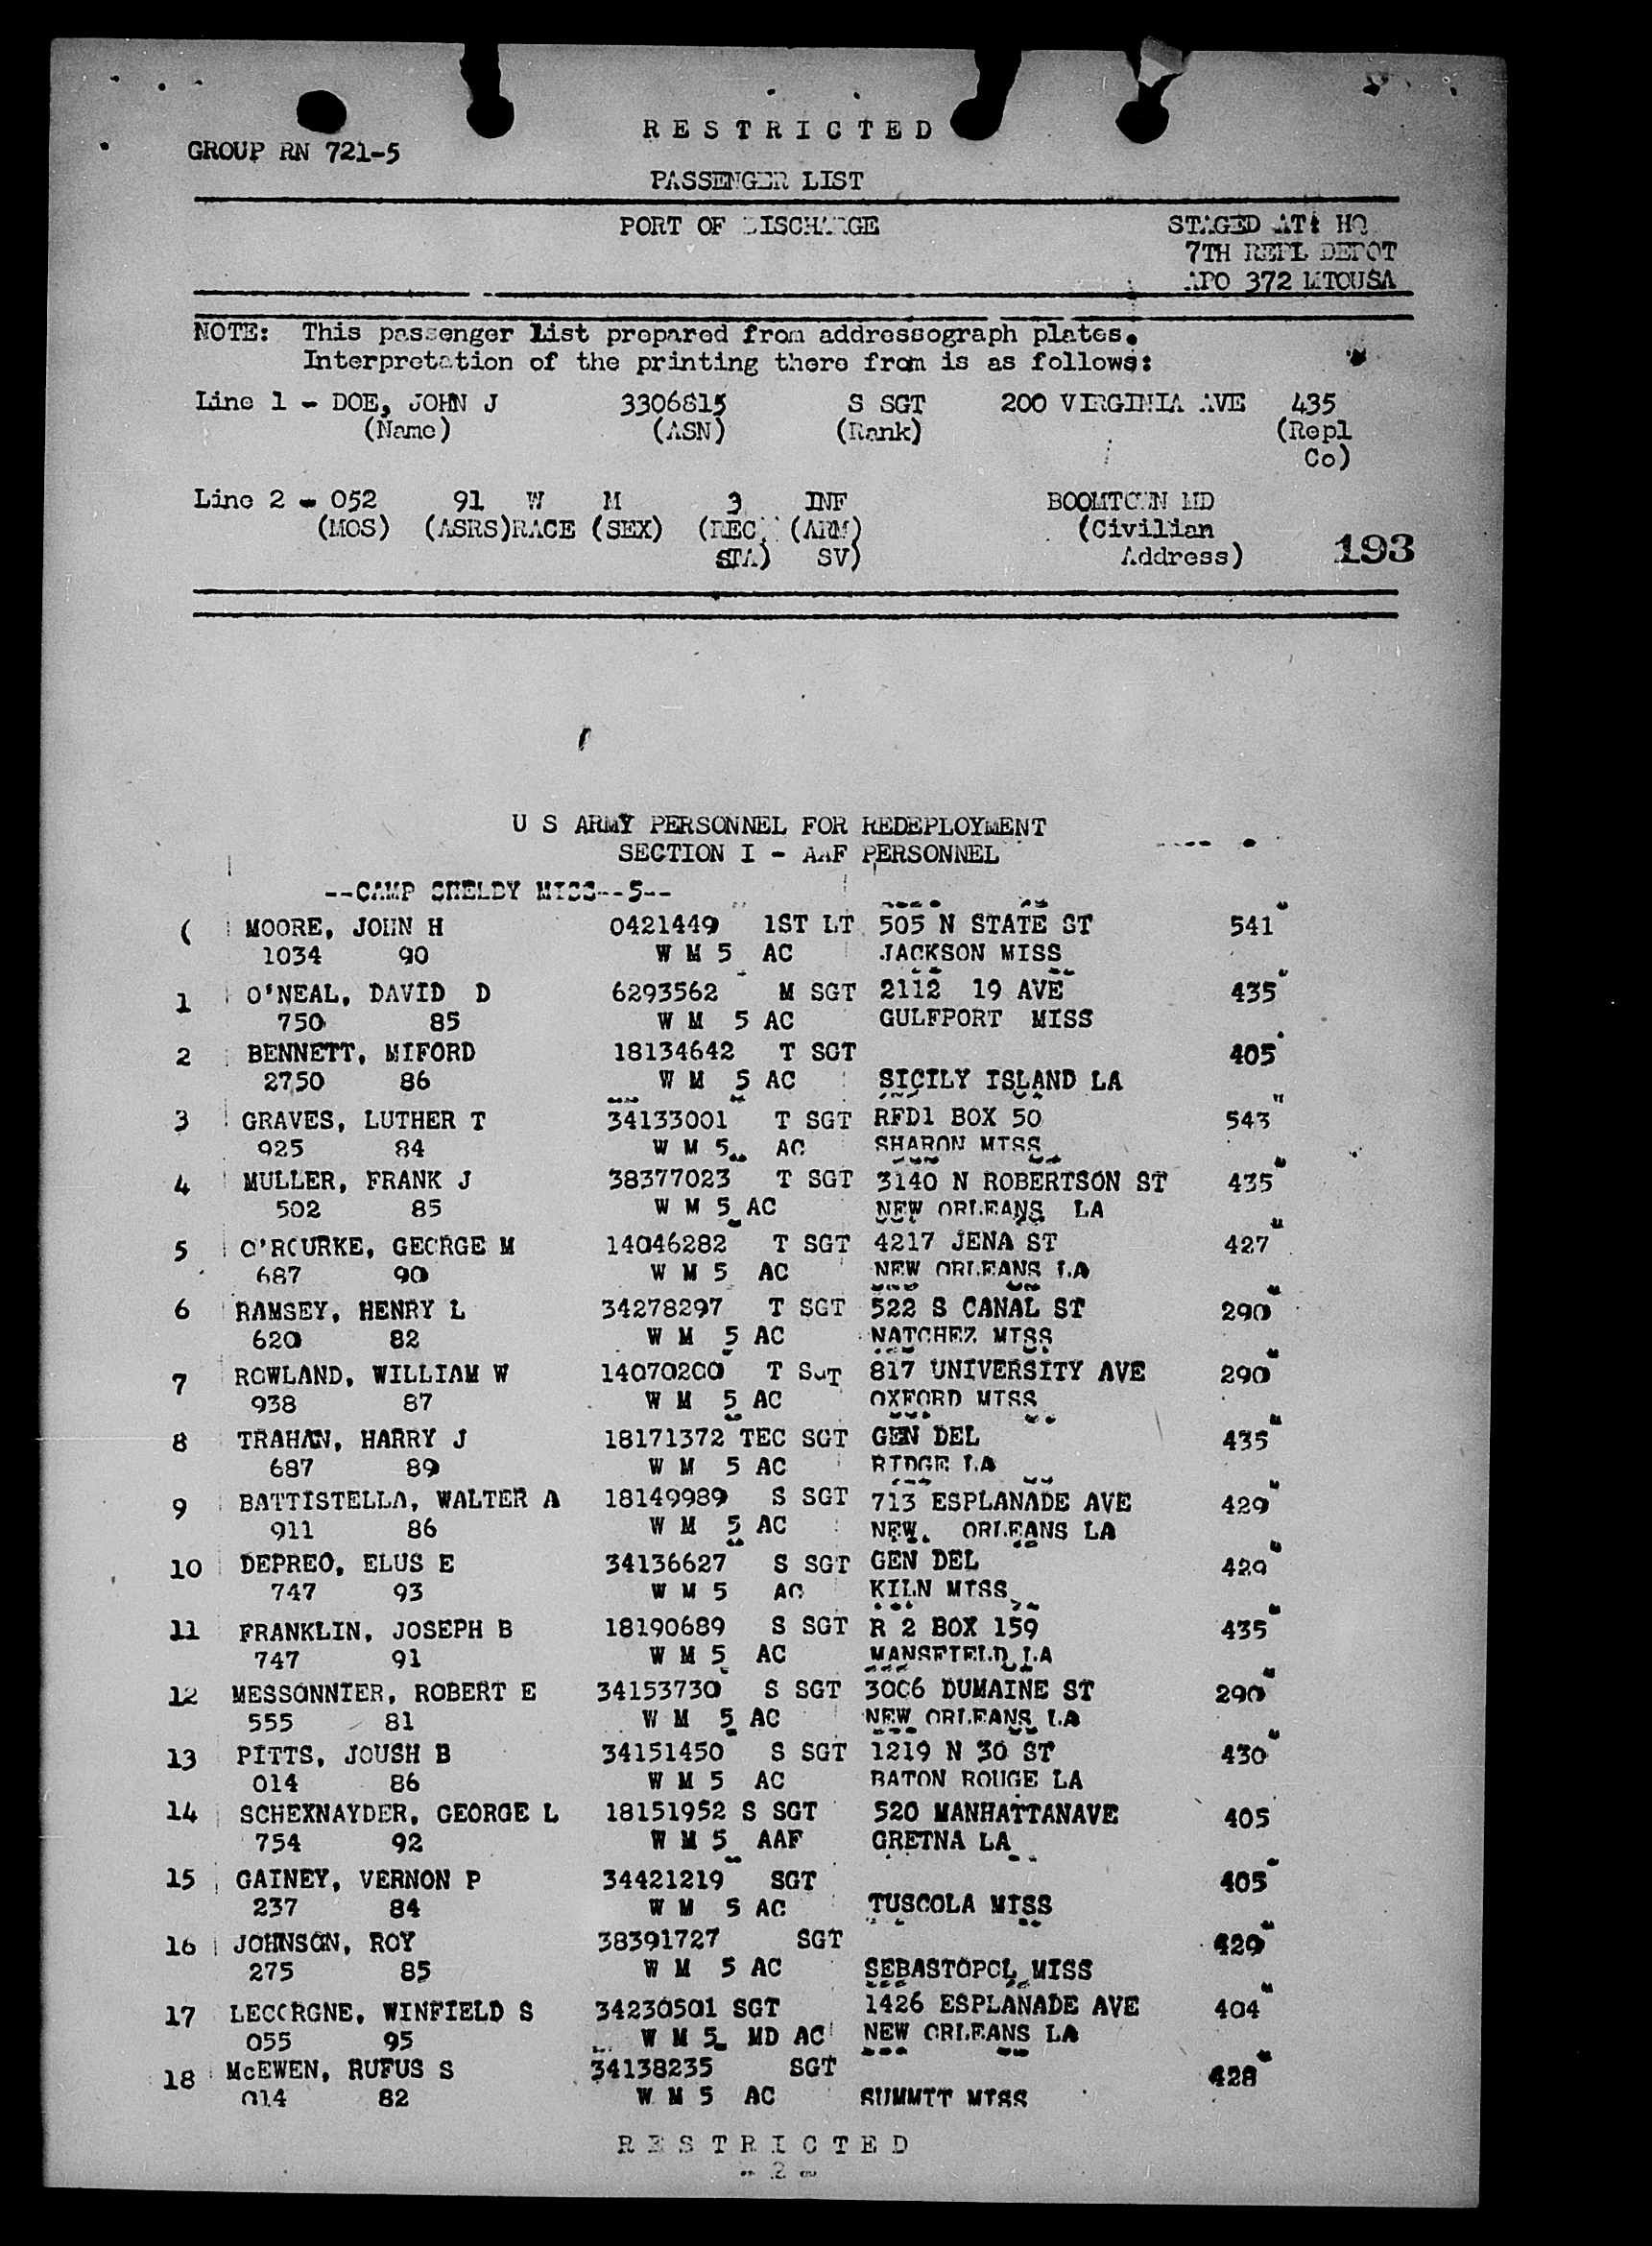 RESTRICTED
GROUP RN 721-5
PASSENGER LIST
PORT OF DISCHARGE STAGED AT: HQ
7TH REPL DEPOT
APO 372 MTOUSA
NOTE: This passenger list prepared from addressograph plates.
Interpretation of the printing there from is as follows:
Line 1 - DOE, JOHN J 3306815 S SGT 200 VIRGINIA AVE 435
(Name) (ASN) (Rank) (Repl
Co)
Line 2 - 052 91 W M 3 INF BOOMTOWN MD
(MOS) (ASRS)RACE (SEX) (REC (ARM) (Civilian
STA) SV) Address) 193
U S ARMY PERSONNEL FOR REDEPLOYMENT
SECTION I - AAF PERSONNEL
--CAMP SHELBY MISS--5--
( MOORE, JOHN H 0421449 1ST LT 505 N STATE ST 541
1034 90 W M 5 AC JACKSON MISS
1 O'NEAL, DAVID D 6293562 M SGT 2112 19 AVE 435
750 85 W M 5 AC GULFPORT MISS
2 BENNETT, MIFORD 18134642 T SGT 405
2750 86 W M 5 AC SICILY ISLAND LA
3 GRAVES, LUTHER T 34133001 T SGT RFD1 BOX 50 543
925 84 W M 5 AC SHARON MISS
4 MULLER, FRANK J 38377023 T SGT 3140 N ROBERTSON ST 435
502 85 W M 5 AC NEW ORLEANS LA
5 O'ROURKE, GEORGE M 14046282 T SGT 4217 JENA ST 427
687 90 W M 5 AC NEW ORLEANS LA
6 RAMSEY, HENRY L 34278297 T SGT 522 S CANAL ST 290
620 82 W M 5 AC NATCHEZ MISS
7 ROWLAND, WILLIAM W 14070200 T SGT 817 UNIVERSITY AVE 290
938 87 W M 5 AC OXFORD MISS
8 TRAHAN, HARRY J 18171372 TEC SGT GEN DEL 435
687 89 W M 5 AC RIDGE LA
9 BATTISTELLA, WALTER A 18149989 S SGT 713 ESPLANADE AVE 429
911 86 W M 5 AC NEW. ORLEANS LA
10 DEPREO, ELUS E 34136627 S SGT GEN DEL 429
747 93 W M 5 AC KILN MISS
11 FRANKLIN, JOSEPH B 18190689 S SGT R 2 BOX 159 435
747 91 W M 5 AC MANSFIELD LA
12 MESSONNIER, ROBERT E 34153730 S SGT 3006 DUMAINE ST 290
555 81 W M 5 AC NEW ORLEANS LA
13 PITTS, JOUSH B 34151450 S SGT 1219 N 30 ST 430
014 86 W M 5 AC BATON ROUGE LA
14 SCHEXNAYDER, GEORGE L 18151952 S SGT 520 MANHATTANAVE 405
754 92 W M 5 AAF GRETNA LA
15 GAINEY, VERNON P 34421219 SGT 405
237 84 W M 5 AC TUSCOLA MISS
16 JOHNSON, ROY 38391727 SGT 429
275 85 W M 5 AC SEBASTOPOL MISS
17 LECORGNE, WINFIELD S 34230501 SGT 1426 ESPLANADE AVE 404
055 95 W M 5 MD AC NEW ORLEANS LA
18 McEWEN, RUFUS S 34138235 SGT 428
014 82 W M 5 AC SUMMIT MISS
RESTRICTED
- 2 -